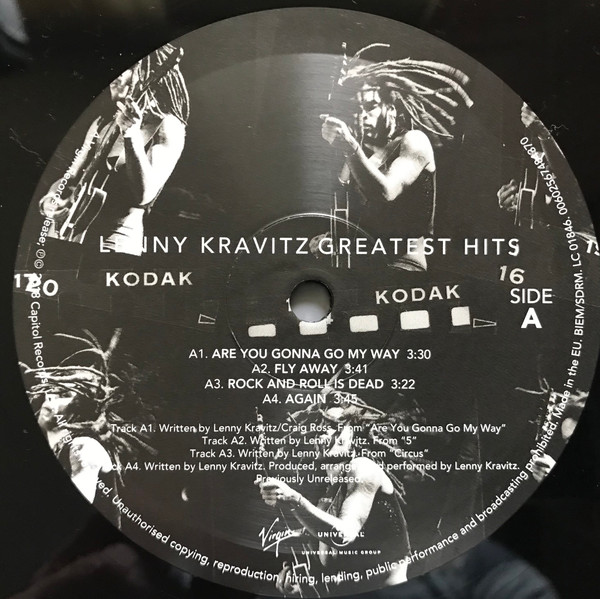 LENNY KRAVITZ GREATEST HITS
120 KODAK
KODAK
16
SIDE
A
A1. ARE YOU GONNA GO MY WAY 3:30
A2. FLY AWAY 3:41
A3. ROCK AND ROLL IS DEAD 3:22
A4. AGAIN 3:45
Track A1. Written by Lenny Kravitz/Craig Ross. From "Are You Gonna Go My Way"
Track A2. Written by Lenny Kravitz. From "5"
Track A3. Written by Lenny Kravitz. From "Circus"
A4. Written by Lenny Kravitz. Produced, and performed by Lenny Kravitz.
Previously Unreleased.
Virgin
UNIVERSAL
UNIVERSAL MUSIC GROUP
Capitol Records Unauthorised copying, reproduction, hiring, lending, public performance and broadcasting prohibited. Made in the EU. BIEM/SDRM. LC 01846.